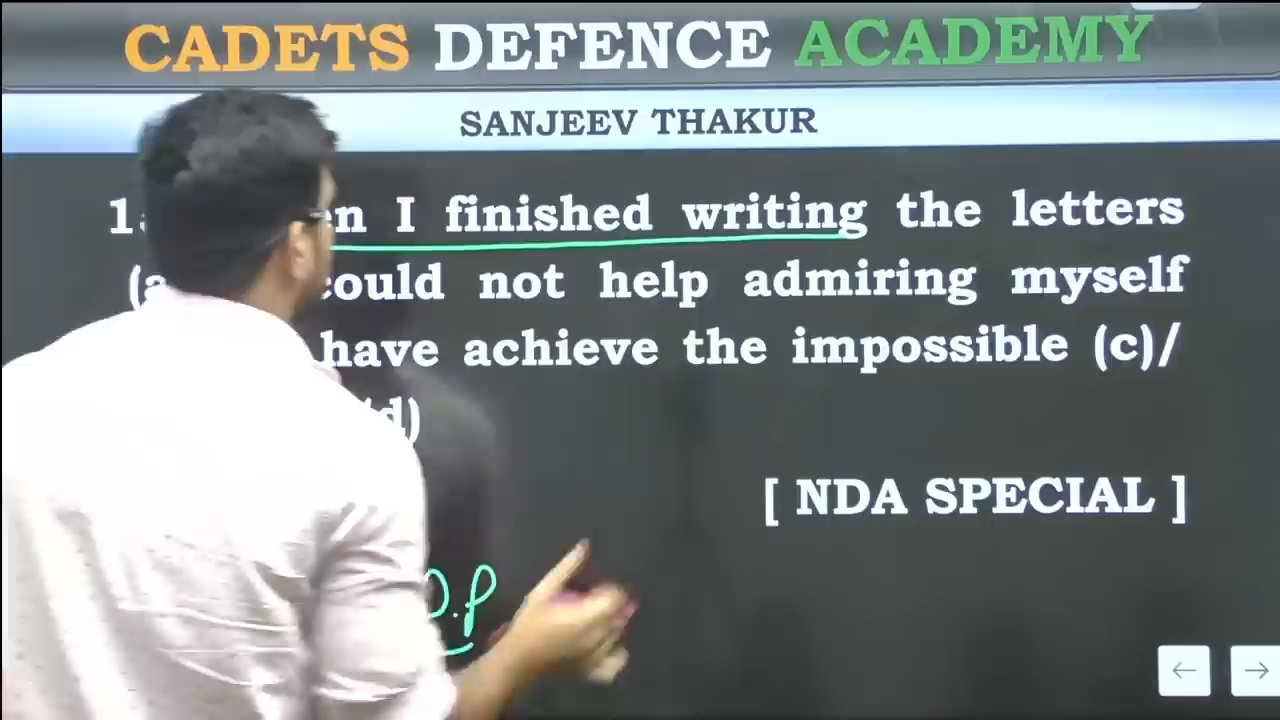 CADETS DEFENCE ACADEMY
SANJEEV THAKUR
I finished writing the letters
could not help admiring myself
have achieve the impossible (c)/
[ NDA SPECIAL ]